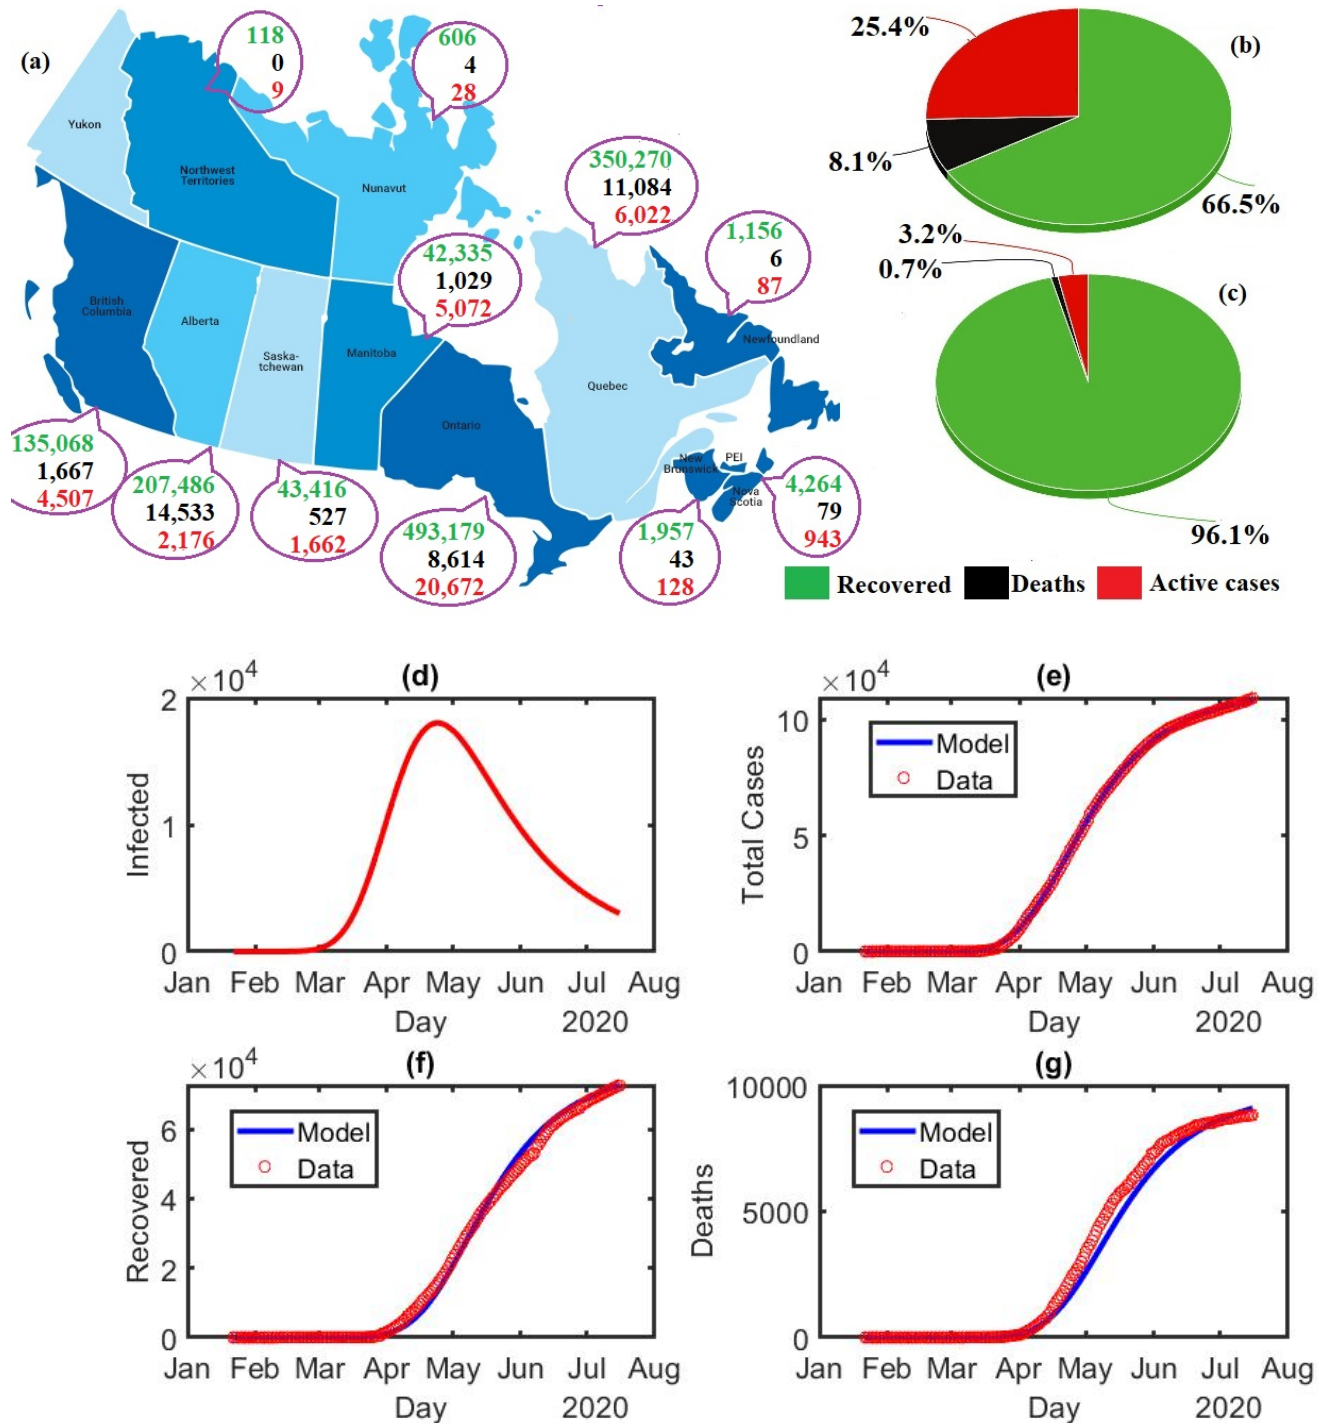 (a)
118
0
9
606
4
28
Yukon
Northwest
Territories
Nunavut
350,270
11,084
6,022
42,335
1,029
5,072
1,156
6
87
British
Columbia
Alberta
Saska-
tchewan
Manitoba
Ontario
Quebec
Newfoundland
New
Brunswick
PEI
Nova
Scotia
135,068
1,667
4,507
207,486
14,533
2,176
43,416
527
1,662
493,179
8,614
20,672
1,957
43
128
4,264
79
943
(b)
25.4%
8.1%
66.5%
(c)
3.2%
0.7%
96.1%
Recovered Deaths Active cases
(d)
×10⁴
2
1
0
Infected
Jan Feb Mar Apr May Jun Jul Aug
Day 2020
(e)
×10⁴
10
5
0
Total Cases
Model
Data
Jan Feb Mar Apr May Jun Jul Aug
Day 2020
(f)
×10⁴
6
4
2
0
Recovered
Model
Data
Jan Feb Mar Apr May Jun Jul Aug
Day 2020
(g)
10000
5000
0
Deaths
Model
Data
Jan Feb Mar Apr May Jun Jul Aug
Day 2020